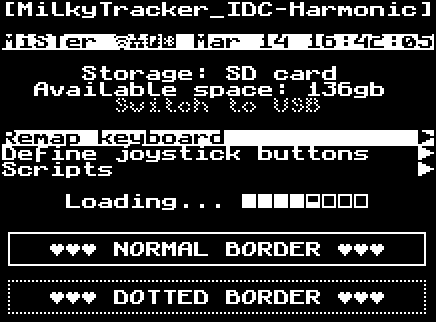 [MilkyTracker_IDC-Harmonic]
MiSTer Mar 14 16:42:05
Storage: SD card
Available space: 136gb
Switch to USB
Remap keyboard ▶
Define joystick buttons ▶
Scripts ▶
Loading...
♥♥♥ NORMAL BORDER ♥♥♥
♥♥♥ DOTTED BORDER ♥♥♥